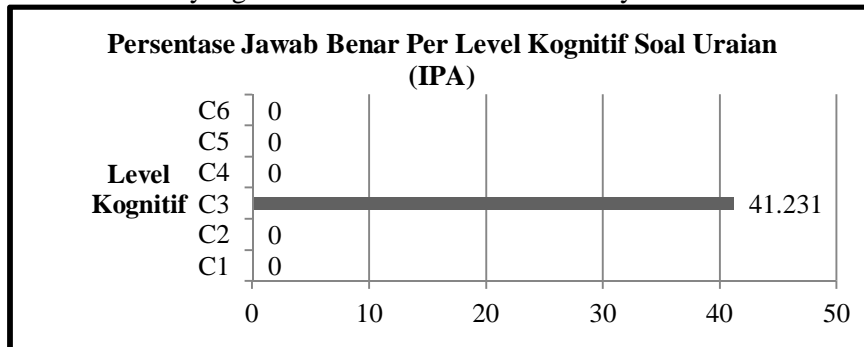 Persentase Jawab Benar Per Level Kognitif Soal Uraian
(IPA)
C6 0
C5 0
Level
Kognitif
C4 0
C3 41.231
C2 0
C1 0
0 10 20 30 40 50